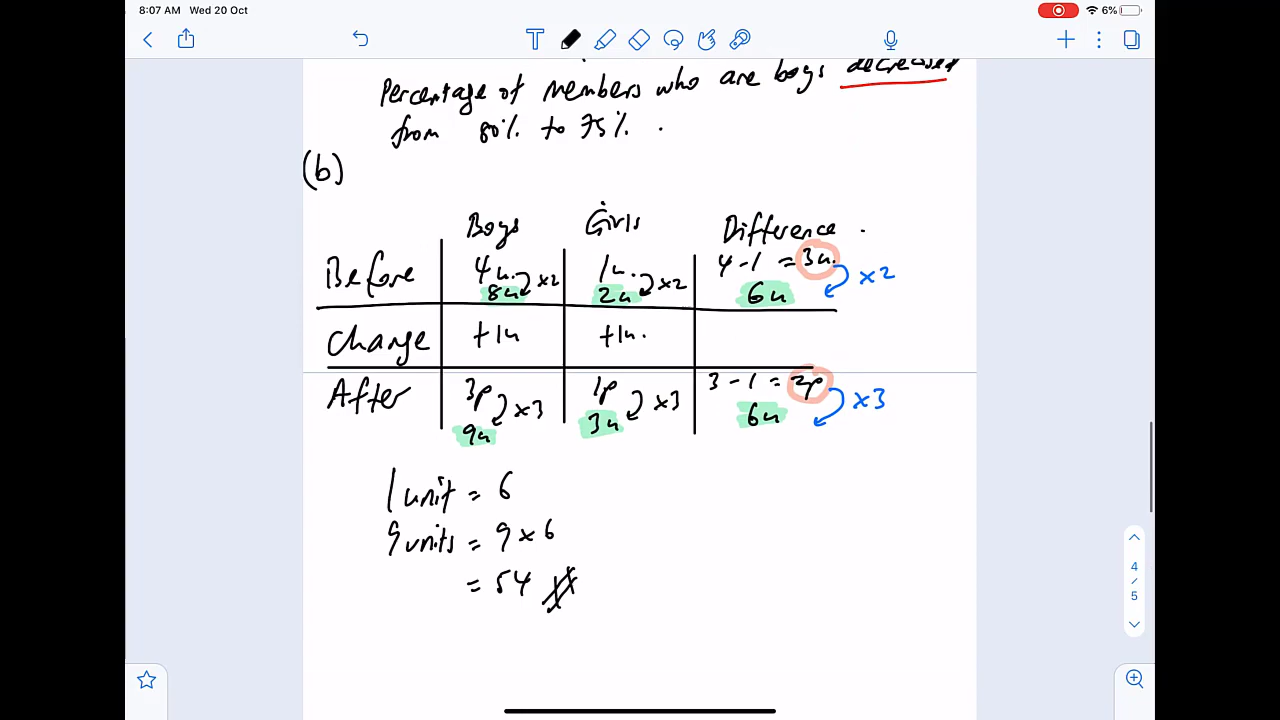 8:07 AM Wed 20 Oct
6%
Percentage of members who are boys decreased
from 80% to 75%.
(b)
Boys Girls Difference.
Before 4u. ×2 1u. ×2 4 - 1 = 3u. ×2
8u 2u 6u
Change +1u +1u.
After 3p ×3 1p ×3 3 - 1 = 2p ×3
9u 3u 6u
1 unit = 6
9 units = 9 × 6
= 54
4
/
5